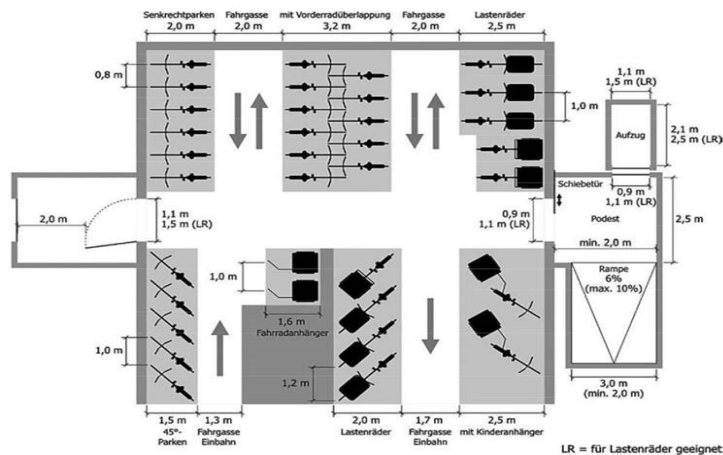 Senkrechtparken
Fahrgasse
mit Vorderradüberlappung
Fahrgasse
Lastenräder
2,0 m
2,0 m
3,2 m
2,0 m
2,5 m
0,8 m
1,0 m
1,1 m
1,5 m (LR)
Aufzug
2,1 m
2,5 m (LR)
0,9 m
1,1 m (LR)
Schiebetür
Podest
min. 2,0 m
2,5 m
2,0 m
1,1 m
1,5 m (LR)
0,9 m
1,1 m (LR)
Rampe
6%
(max. 10%)
3,0 m
(min. 2,0 m)
1,0 m
1,6 m
Fahrradanhänger
1,0 m
1,2 m
1,5 m
45°-
Parken
1,3 m
Fahrgasse
Einbahn
2,0 m
Lastenräder
1,7 m
Fahrgasse
Einbahn
2,5 m
mit Kinderanhänger
LR = für Lastenräder geeignet